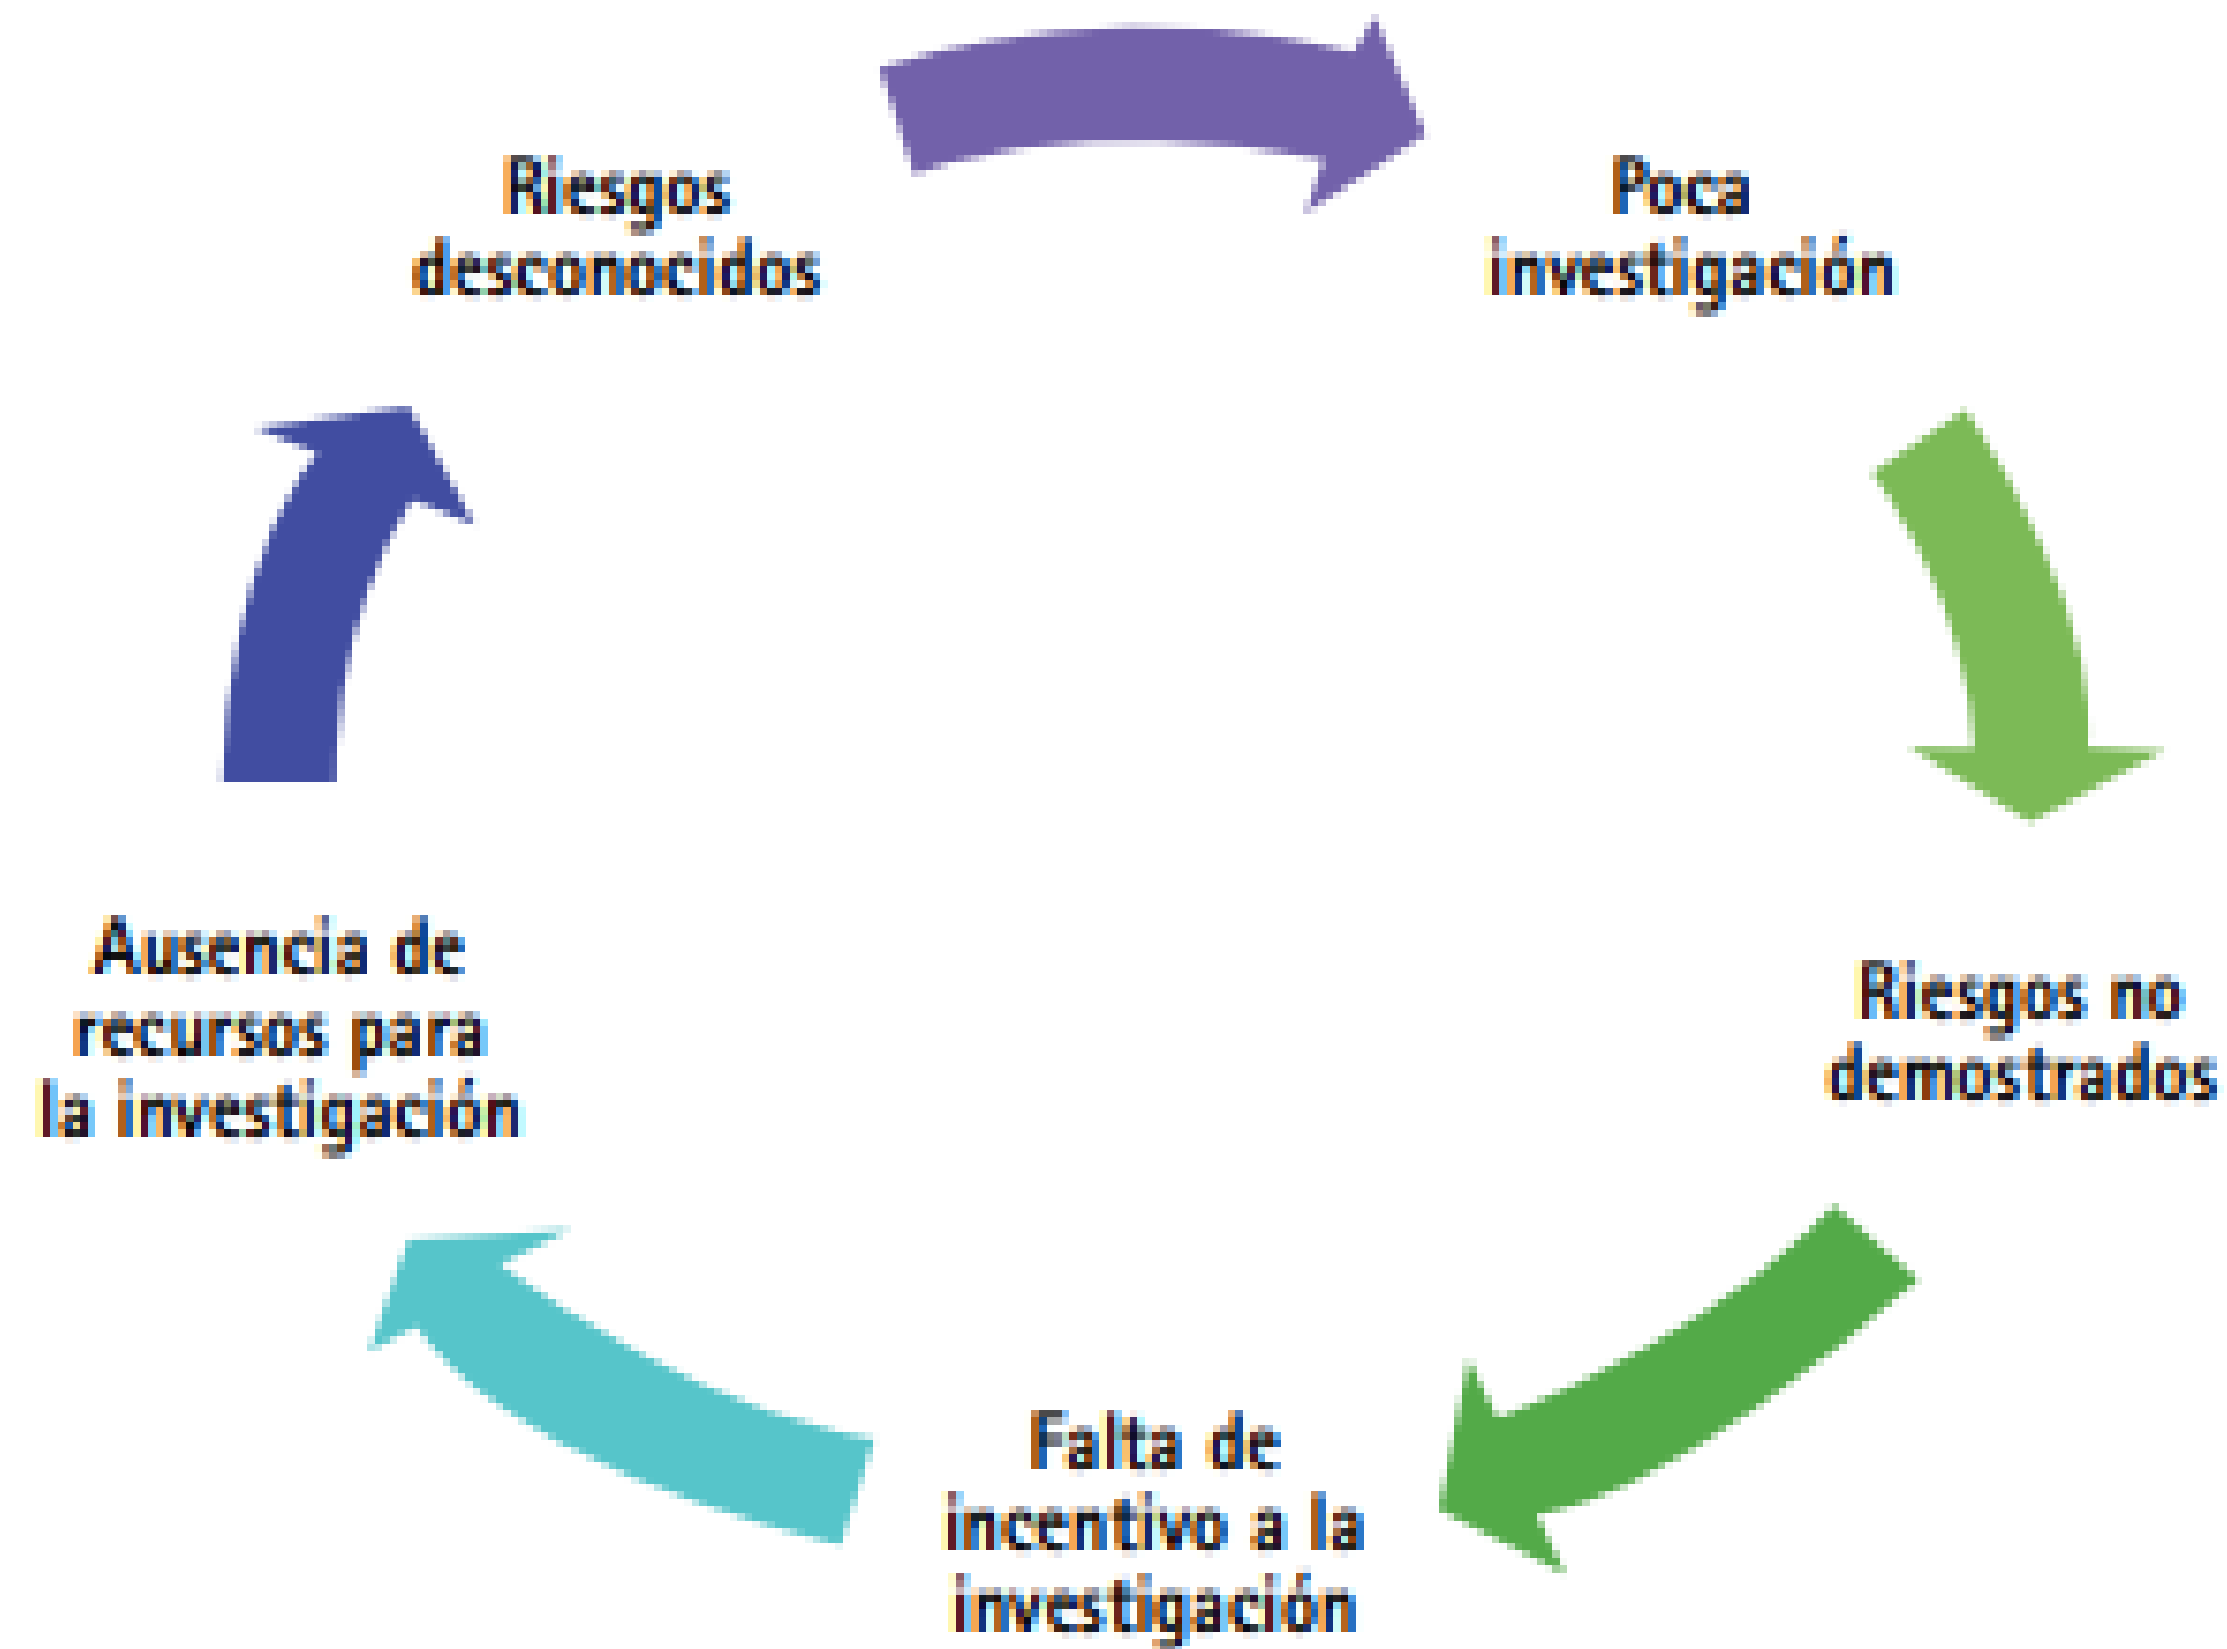 Riesgos
desconocidos
Poca
investigación
Riesgos no
demostrados
Falta de
incentivo a la
investigación
Ausencia de
recursos para
la investigación